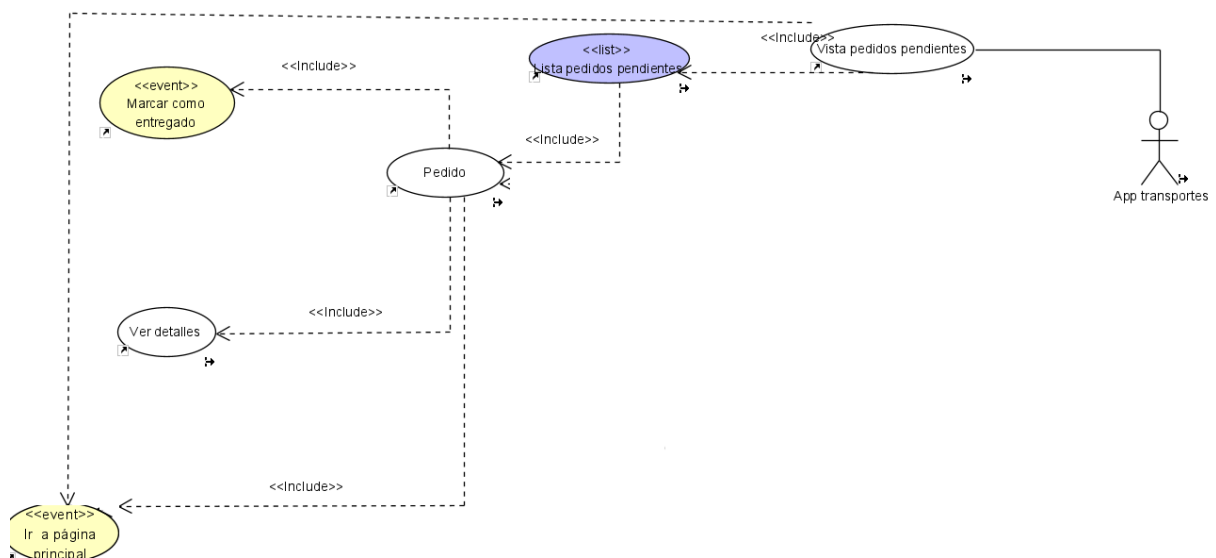 <<Include>>
Vista pedidos pendientes
<<list>>
Lista pedidos pendientes
<<Include>>
<<event>>
Marcar como
entregado
<<Include>>
Pedido
App transportes
<<Include>>
Ver detalles
<<Include>>
<<event>>
Ir a página
principal